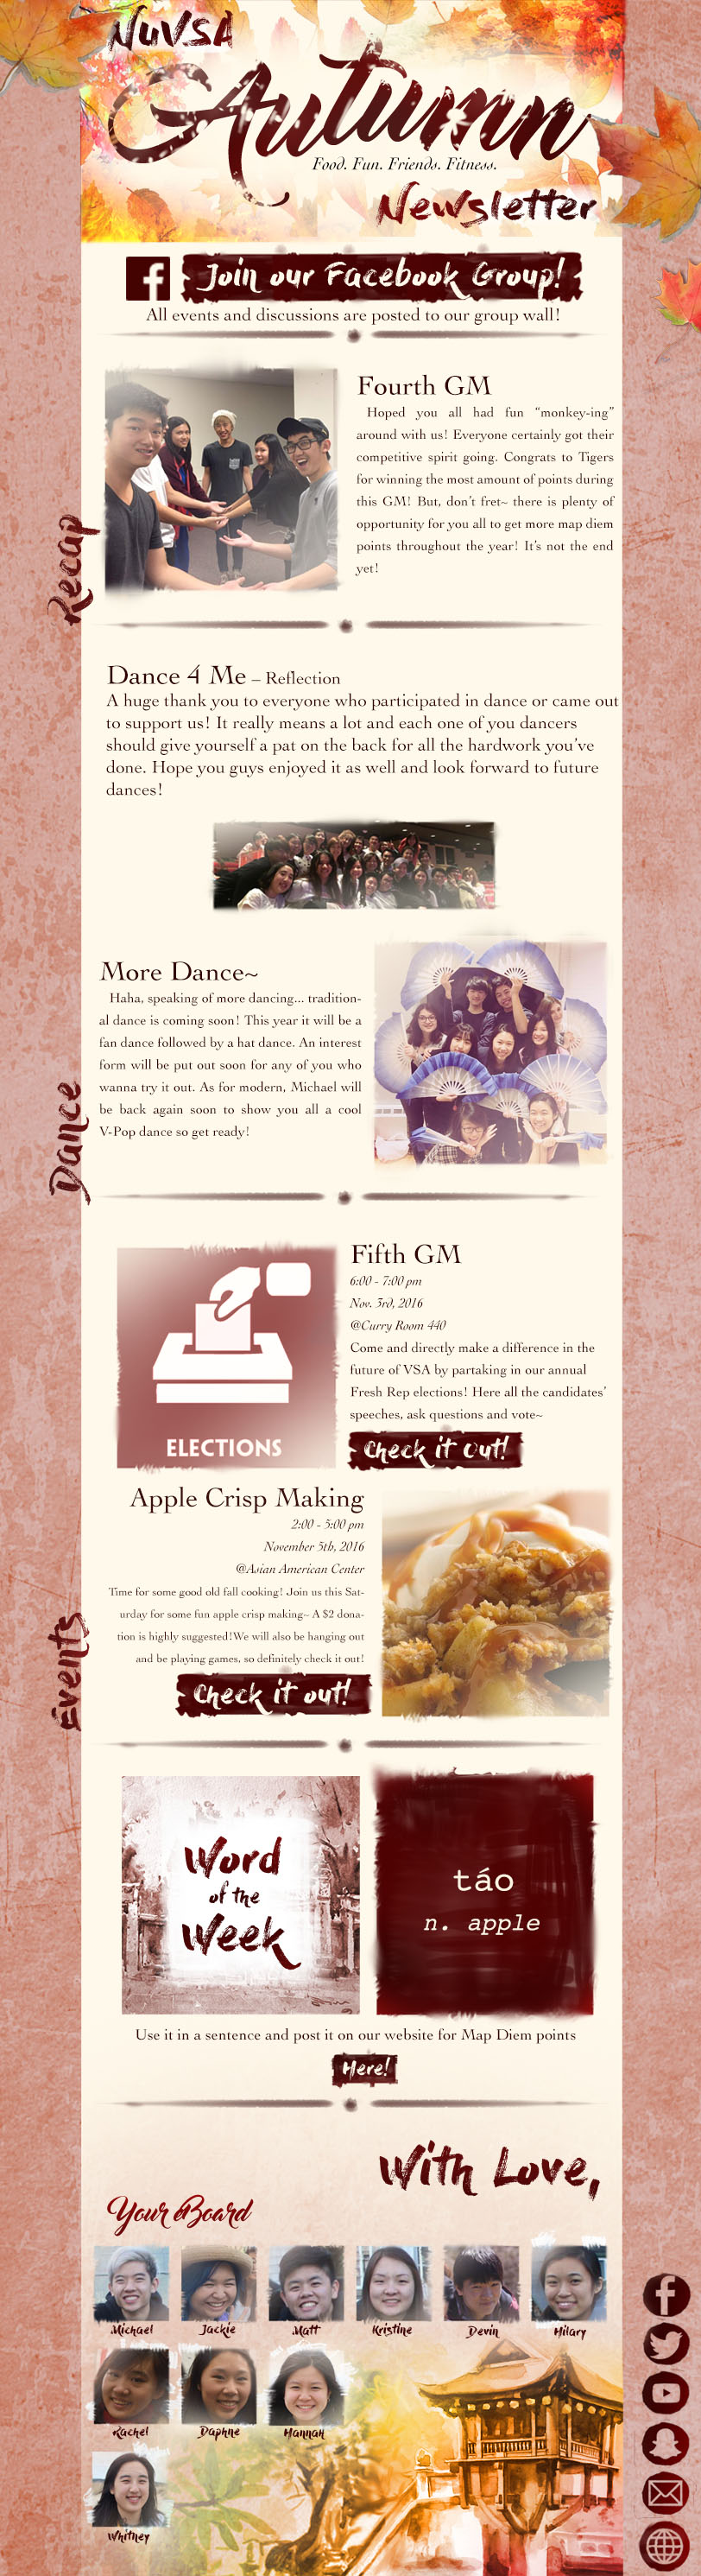 NuVSA
Autumn
Food. Fun. Friends. Fitness.
Newsletter
f Join our Facebook Group!
All events and discussions are posted to our group wall!
Recap
Fourth GM
Hoped you all had fun “monkey-ing”
around with us! Everyone certainly got their
competitive spirit going. Congrats to Tigers
for winning the most amount of points during
this GM! But, don’t fret~ there is plenty of
opportunity for you all to get more map diem
points throughout the year! It’s not the end
yet!
Dance
Dance 4 Me – Reflection
A huge thank you to everyone who participated in dance or came out
to support us! It really means a lot and each one of you dancers
should give yourself a pat on the back for all the hardwork you’ve
done. Hope you guys enjoyed it as well and look forward to future
dances!
More Dance~
Haha, speaking of more dancing... tradition-
al dance is coming soon! This year it will be a
fan dance followed by a hat dance. An interest
form will be put out soon for any of you who
wanna try it out. As for modern, Michael will
be back again soon to show you all a cool
V-Pop dance so get ready!
Events
ELECTIONS
Fifth GM
6:00 - 7:00 pm
Nov. 3rd, 2016
@Curry Room 440
Come and directly make a difference in the
future of VSA by partaking in our annual
Fresh Rep elections! Here all the candidates’
speeches, ask questions and vote~
Check it out!
Apple Crisp Making
2:00 - 5:00 pm
November 5th, 2016
@Asian American Center
Time for some good old fall cooking! Join us this Sat-
urday for some fun apple crisp making~ A $2 dona-
tion is highly suggested!We will also be hanging out
and be playing games, so definitely check it out!
Check it out!
Word
of the
Week
táo
n. apple
Use it in a sentence and post it on our website for Map Diem points
Here!
With Love,
Your eBoard
Michael Jackie Matt Kristine Devin Hilary
Rachel Daphne Hannah
Whitney